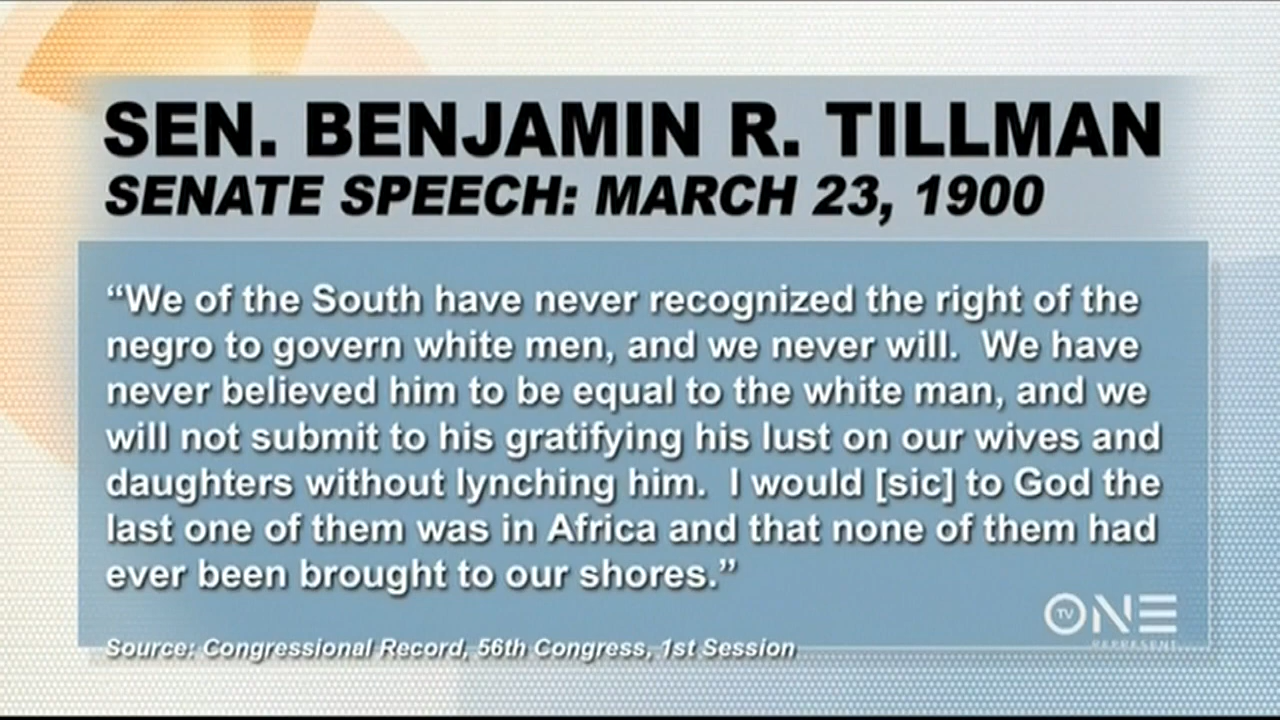 SEN. BENJAMIN R. TILLMAN
SENATE SPEECH: MARCH 23, 1900
“We of the South have never recognized the right of the
negro to govern white men, and we never will.  We have
never believed him to be equal to the white man, and we
will not submit to his gratifying his lust on our wives and
daughters without lynching him.  I would [sic] to God the
last one of them was in Africa and that none of them had
ever been brought to our shores.”
TV ONE
REPRESENT
Source: Congressional Record, 56th Congress, 1st Session